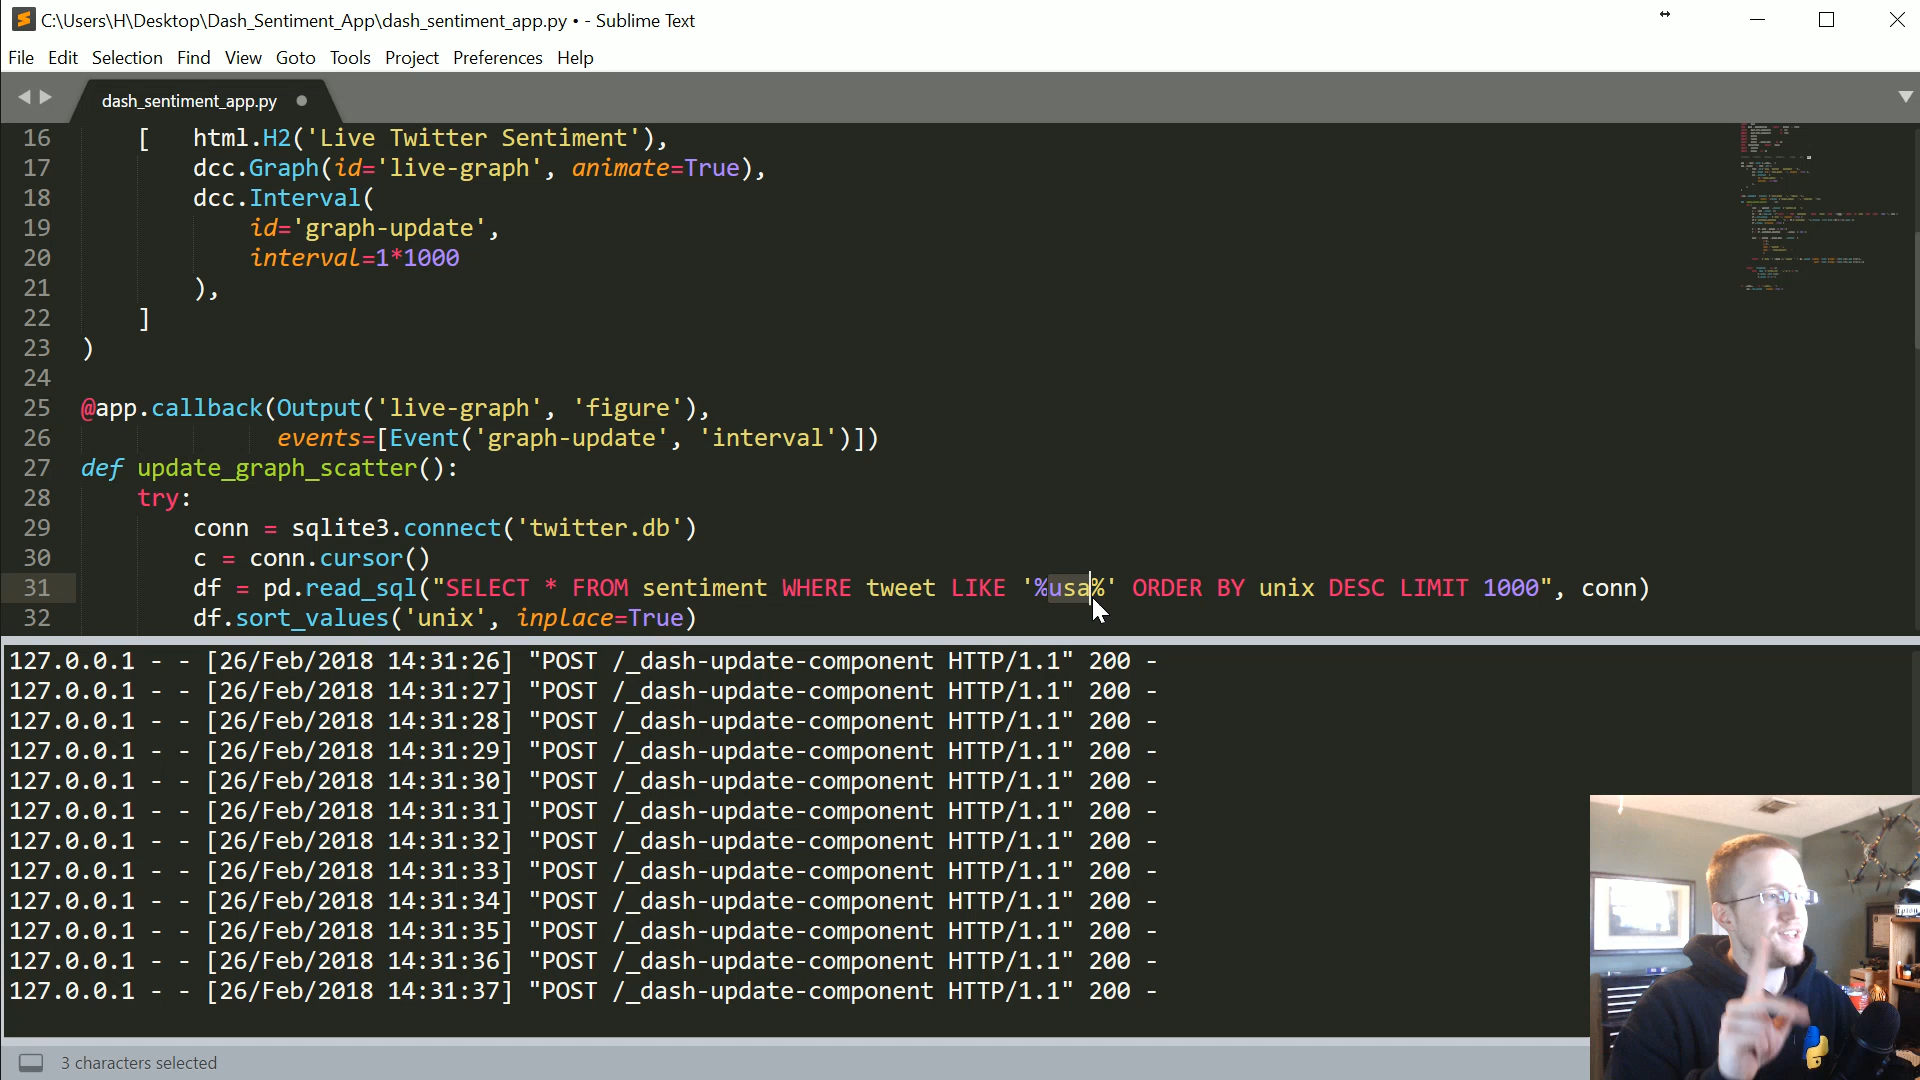 C:\Users\H\Desktop\Dash_Sentiment_App\dash_sentiment_app.py • - Sublime Text
File Edit Selection Find View Goto Tools Project Preferences Help
dash_sentiment_app.py
16 [ html.H2('Live Twitter Sentiment'),
17 dcc.Graph(id='live-graph', animate=True),
18 dcc.Interval(
19 id='graph-update',
20 interval=1*1000
21 ),
22 ]
23 )
24
25 @app.callback(Output('live-graph', 'figure'),
26 events=[Event('graph-update', 'interval')])
27 def update_graph_scatter():
28 try:
29 conn = sqlite3.connect('twitter.db')
30 c = conn.cursor()
31 df = pd.read_sql("SELECT * FROM sentiment WHERE tweet LIKE '%usa%' ORDER BY unix DESC LIMIT 1000", conn)
32 df.sort_values('unix', inplace=True)
127.0.0.1 - - [26/Feb/2018 14:31:26] "POST /_dash-update-component HTTP/1.1" 200 -
127.0.0.1 - - [26/Feb/2018 14:31:27] "POST /_dash-update-component HTTP/1.1" 200 -
127.0.0.1 - - [26/Feb/2018 14:31:28] "POST /_dash-update-component HTTP/1.1" 200 -
127.0.0.1 - - [26/Feb/2018 14:31:29] "POST /_dash-update-component HTTP/1.1" 200 -
127.0.0.1 - - [26/Feb/2018 14:31:30] "POST /_dash-update-component HTTP/1.1" 200 -
127.0.0.1 - - [26/Feb/2018 14:31:31] "POST /_dash-update-component HTTP/1.1" 200 -
127.0.0.1 - - [26/Feb/2018 14:31:32] "POST /_dash-update-component HTTP/1.1" 200 -
127.0.0.1 - - [26/Feb/2018 14:31:33] "POST /_dash-update-component HTTP/1.1" 200 -
127.0.0.1 - - [26/Feb/2018 14:31:34] "POST /_dash-update-component HTTP/1.1" 200 -
127.0.0.1 - - [26/Feb/2018 14:31:35] "POST /_dash-update-component HTTP/1.1" 200 -
127.0.0.1 - - [26/Feb/2018 14:31:36] "POST /_dash-update-component HTTP/1.1" 200 -
127.0.0.1 - - [26/Feb/2018 14:31:37] "POST /_dash-update-component HTTP/1.1" 200 -
3 characters selected